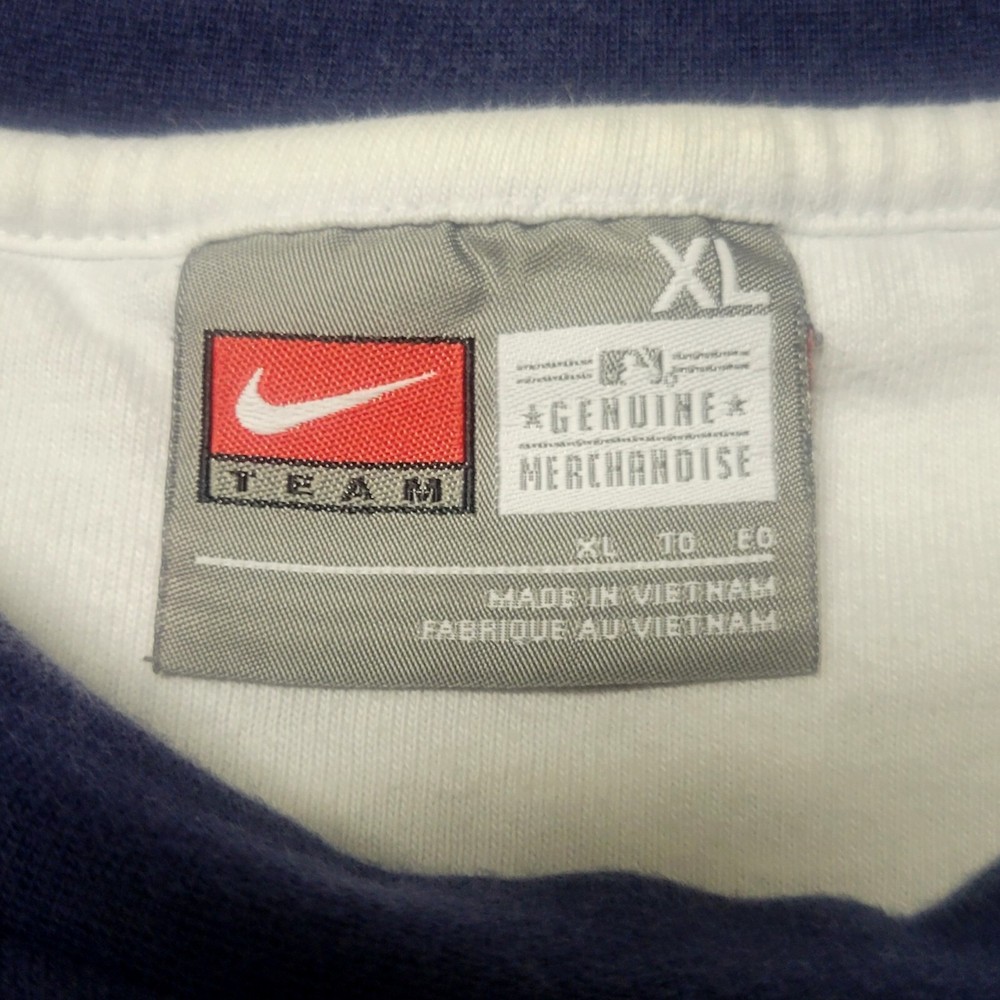 XL
TEAM
GENUINE
MERCHANDISE
XL TG EG
MADE IN VIETNAM
FABRIQUE AU VIETNAM